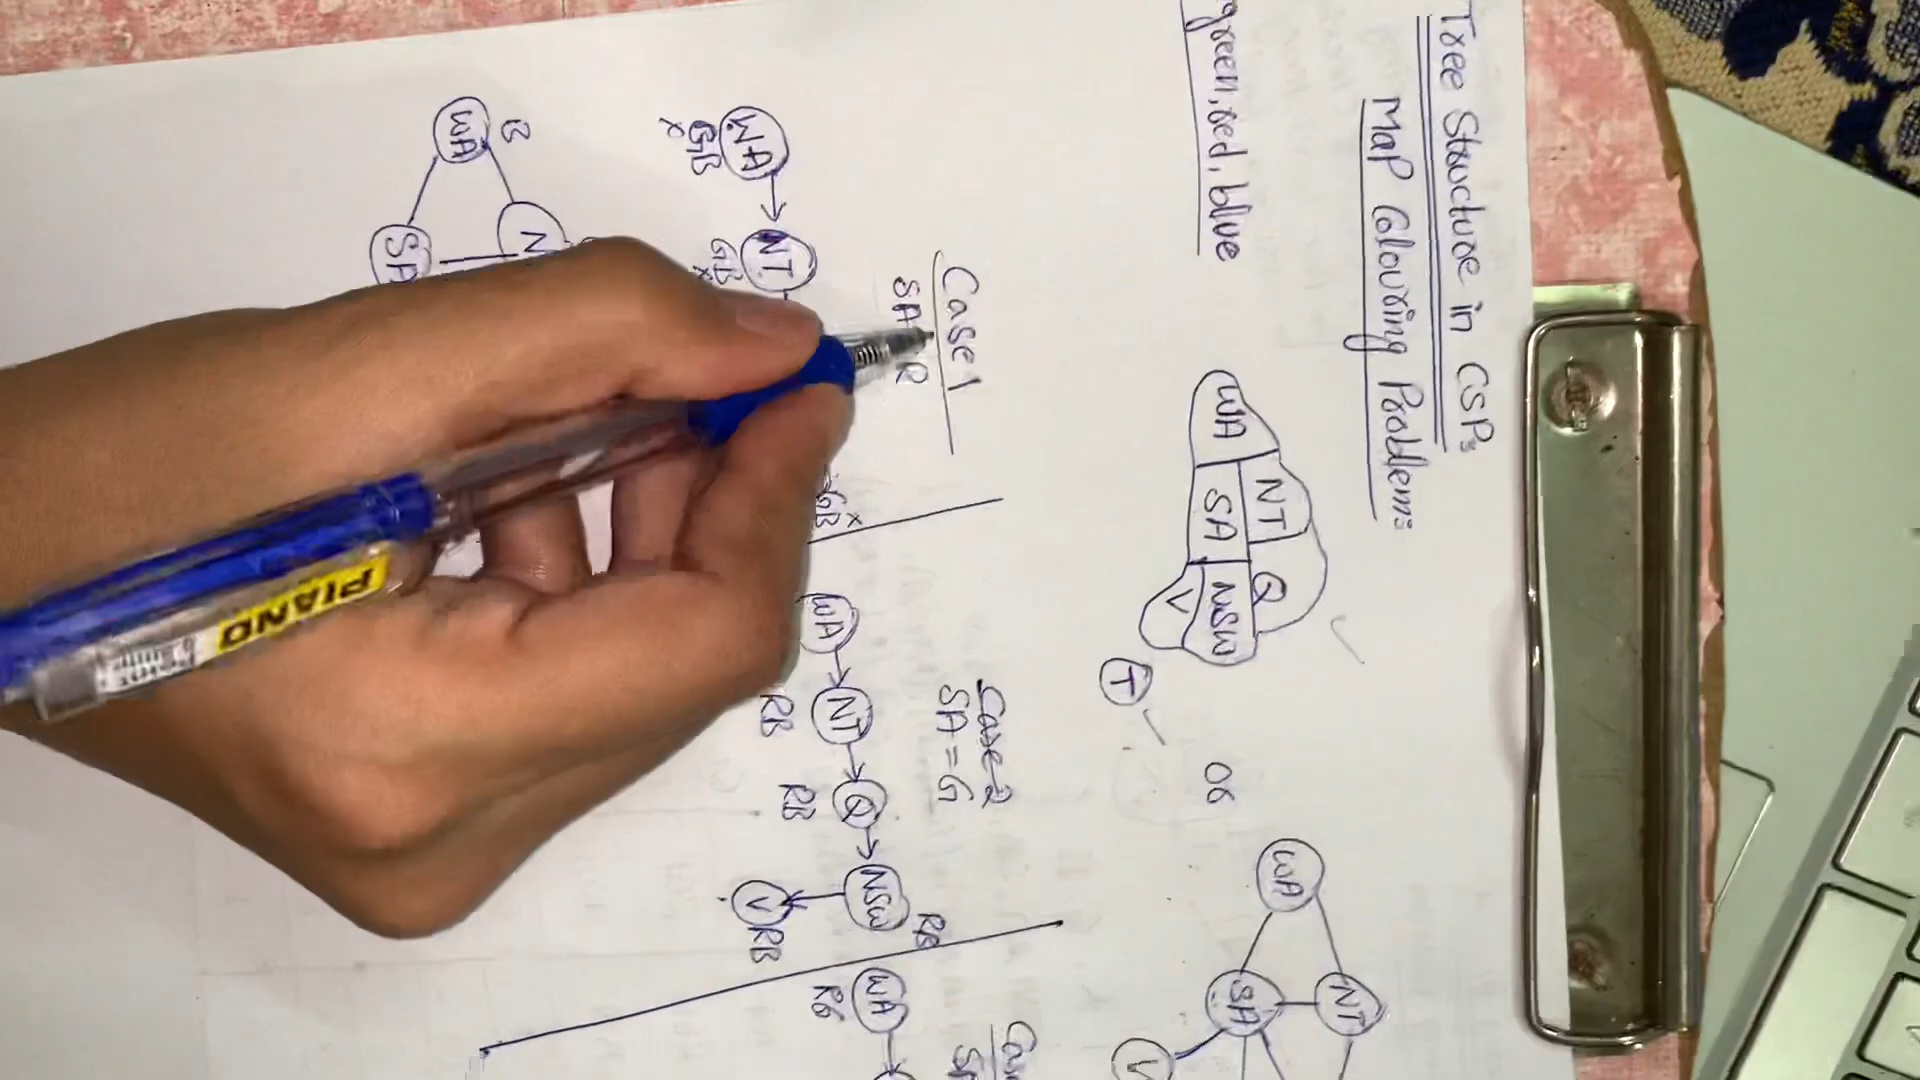 Tree Structure in CSPs
MaP Colouring Problem:
green, red, blue
WA
NT
SA
Q
NSW
V
T
or
WA
SA
NT
V
Case 1
SA R
WA
GB
x
NT
GB
x
GB
x
B
WA
SA
N
Case-2
SA = G
WA
NT
RB
Q
RB
NSW
RB
V
RB
Cas
WA
RG
PIANO